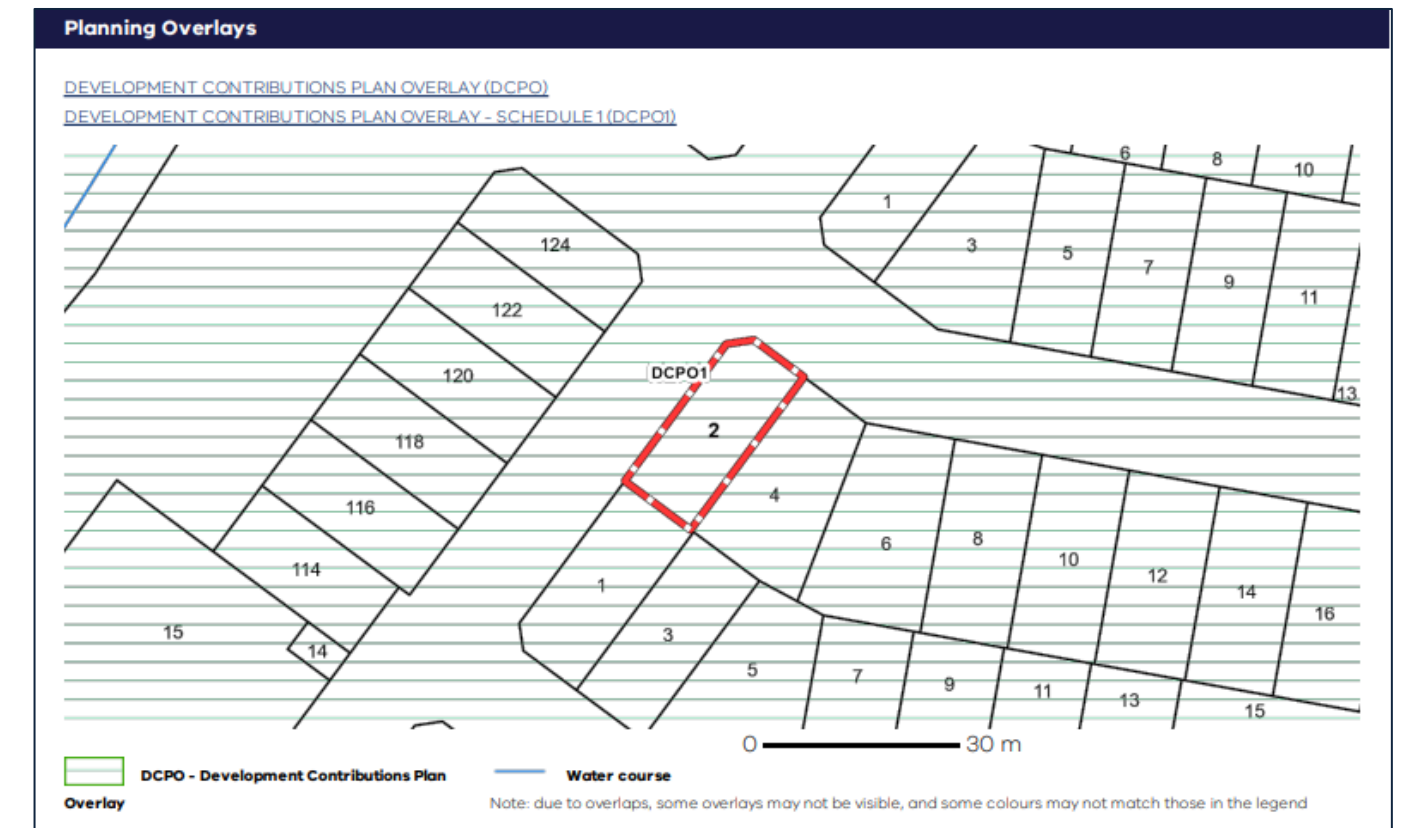 Planning Overlays
DEVELOPMENT CONTRIBUTIONS PLAN OVERLAY (DCPO)
DEVELOPMENT CONTRIBUTIONS PLAN OVERLAY - SCHEDULE 1 (DCPO1)
6 8 10
1
124 3 5 7 9 11
122
DCPO1
120 13
2
118
4
116 6 8 10 12 14 16
114 1
15 14 3 5 7 9 11 13 15
0 30 m
DCPO - Development Contributions Plan Water course
Overlay Note: due to overlaps, some overlays may not be visible, and some colours may not match those in the legend